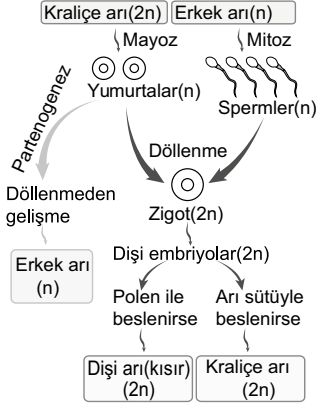 Kraliçe arı(2n)
Erkek arı(n)
Mayoz
Mitoz
Yumurtalar(n)
Spermler(n)
Partenogenez
Döllenme
Döllenmeden
gelişme
Zigot(2n)
Erkek arı
(n)
Dişi embriyolar(2n)
Polen ile
beslenirse
Arı sütüyle
beslenirse
Dişi arı(kısır)
(2n)
Kraliçe arı
(2n)